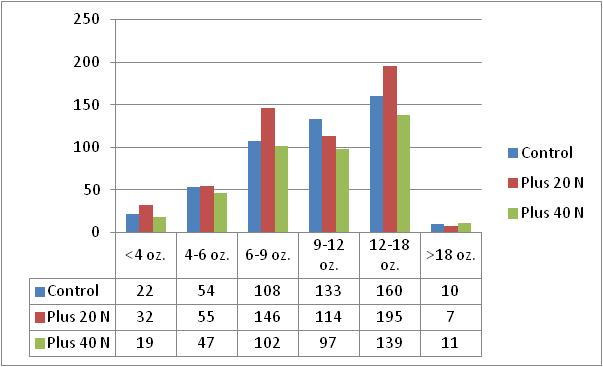 250
200
150
100
50
0
Control
Plus 20 N
Plus 40 N
<4 oz. 4-6 oz. 6-9 oz. 9-12 oz. 12-18 oz. >18 oz.
Control 22 54 108 133 160 10
Plus 20 N 32 55 146 114 195 7
Plus 40 N 19 47 102 97 139 11